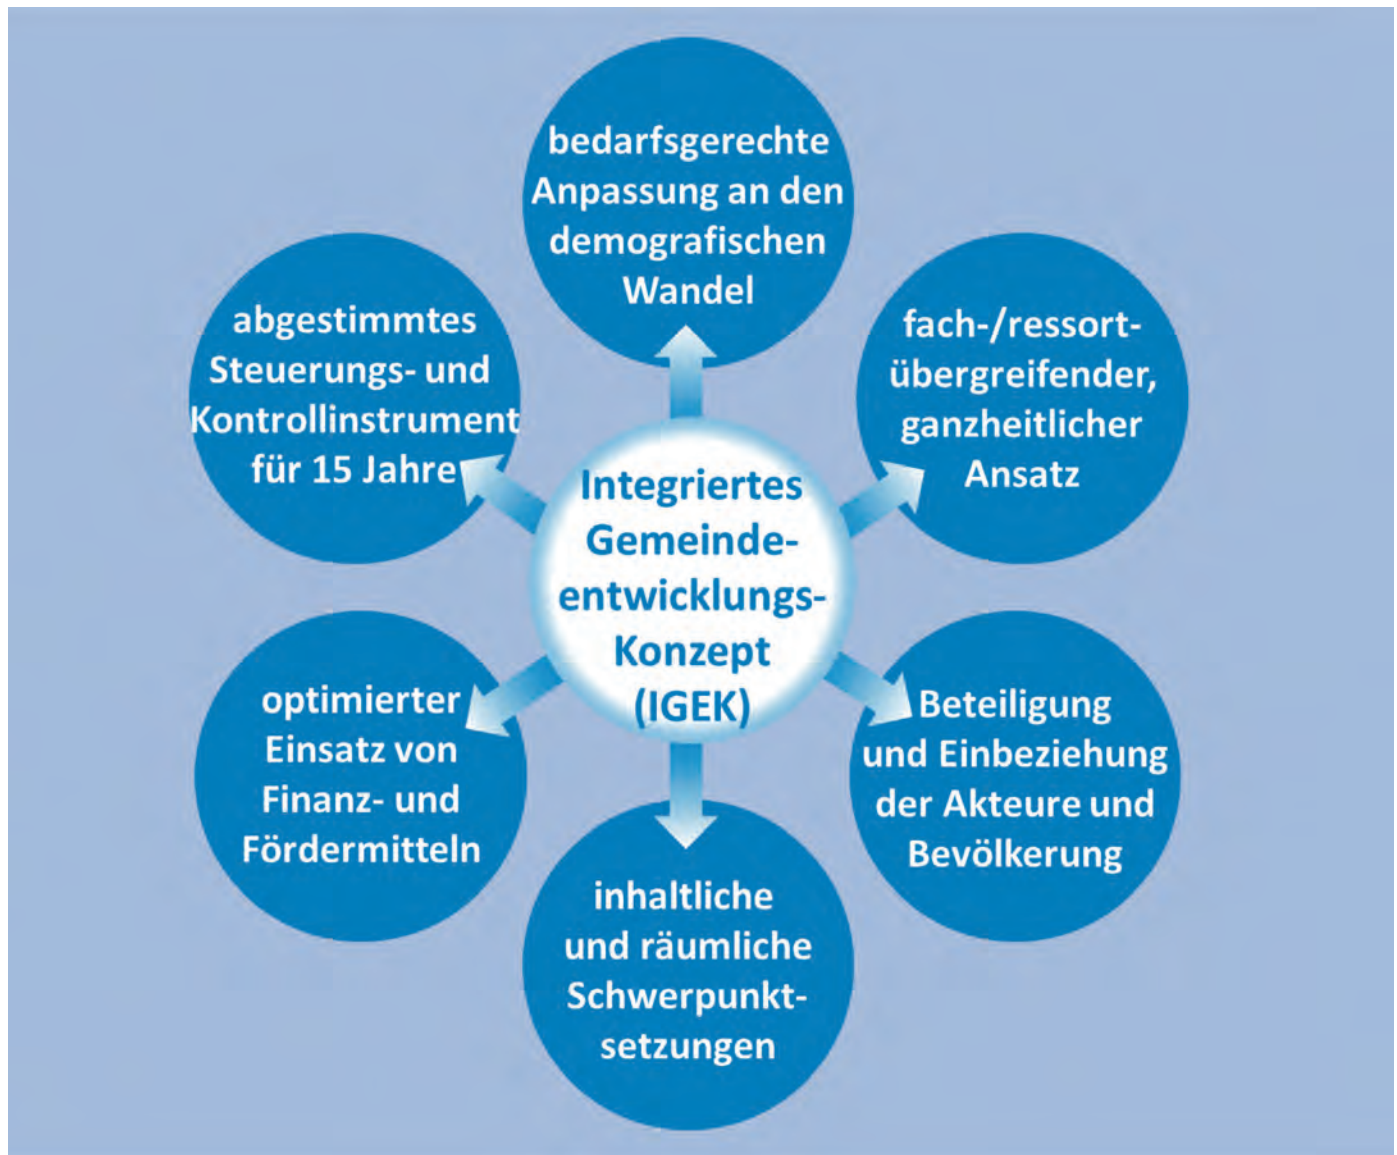 bedarfsgerechte
Anpassung an den
demografischen
Wandel
fach-/ressort-
übergreifender,
ganzheitlicher
Ansatz
Beteiligung
und Einbeziehung
der Akteure und
Bevölkerung
inhaltliche
und räumliche
Schwerpunkt-
setzungen
optimierter
Einsatz von
Finanz- und
Fördermitteln
abgestimmtes
Steuerungs- und
Kontrollinstrument
für 15 Jahre
Integriertes
Gemeinde-
entwicklungs-
Konzept
(IGEK)